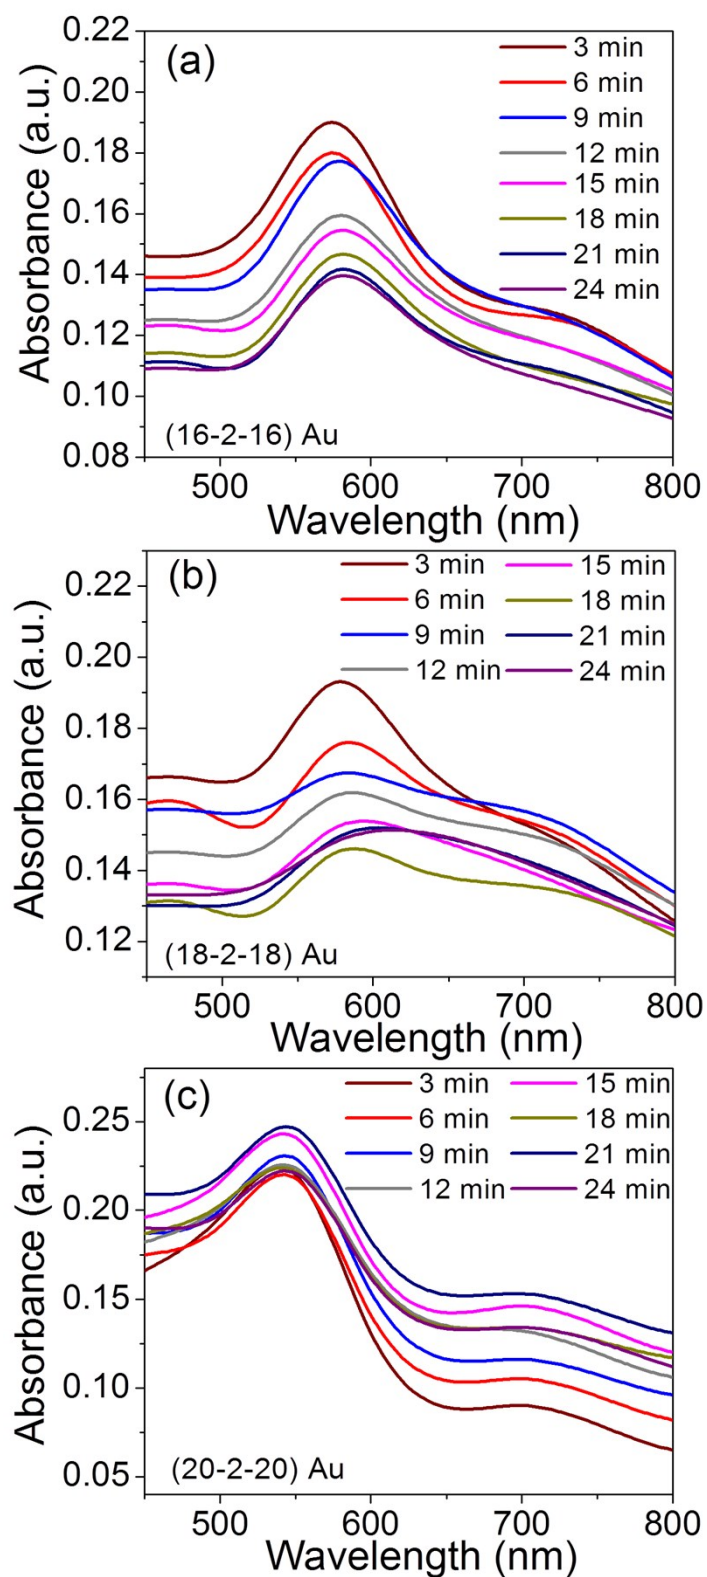 (a)
0.22
0.20
0.18
0.16
0.14
0.12
0.10
0.08
Absorbance (a.u.)
3 min
6 min
9 min
12 min
15 min
18 min
21 min
24 min
(16-2-16) Au
500 600 700 800
Wavelength (nm)
(b)
0.22
0.20
0.18
0.16
0.14
0.12
Absorbance (a.u.)
3 min 15 min
6 min 18 min
9 min 21 min
12 min 24 min
(18-2-18) Au
500 600 700 800
Wavelength (nm)
(c)
0.25
0.20
0.15
0.10
0.05
Absorbance (a.u.)
3 min 15 min
6 min 18 min
9 min 21 min
12 min 24 min
(20-2-20) Au
500 600 700 800
Wavelength (nm)